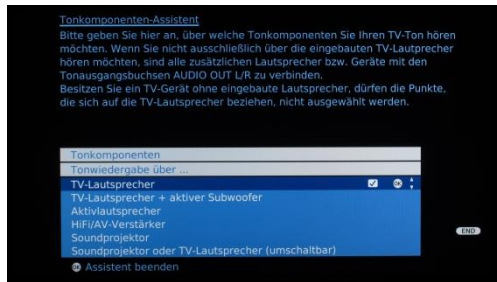 Tonkomponenten-Assistent
Bitte geben Sie hier an, über welche Tonkomponenten Sie Ihren TV-Ton hören
möchten. Wenn Sie nicht ausschließlich über die eingebauten TV-Lautprecher
hören möchten, sind alle zusätzlichen Lautsprecher bzw. Geräte mit den
Tonausgangsbuchsen AUDIO OUT L/R zu verbinden.
Besitzen Sie ein TV-Gerät ohne eingebaute Lautsprecher, dürfen die Punkte,
die sich auf die TV-Lautsprecher beziehen, nicht ausgewählt werden.
Tonkomponenten
Tonwiedergabe über ...
TV-Lautsprecher OK
TV-Lautsprecher + aktiver Subwoofer
Aktivlautsprecher
HiFi/AV-Verstärker
END
Soundprojektor
Soundprojektor oder TV-Lautsprecher (umschaltbar)
OK Assistent beenden